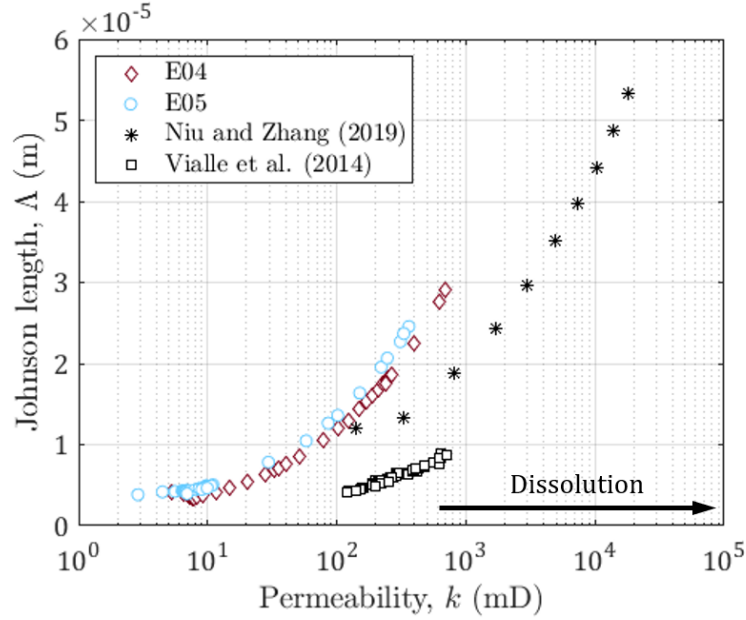 6 ×10⁻⁵
5
4
3
2
1
0
Johnson length, Λ (m)
E04
E05
Niu and Zhang (2019)
Vialle et al. (2014)
Dissolution
10⁰ 10¹ 10² 10³ 10⁴ 10⁵
Permeability, k (mD)